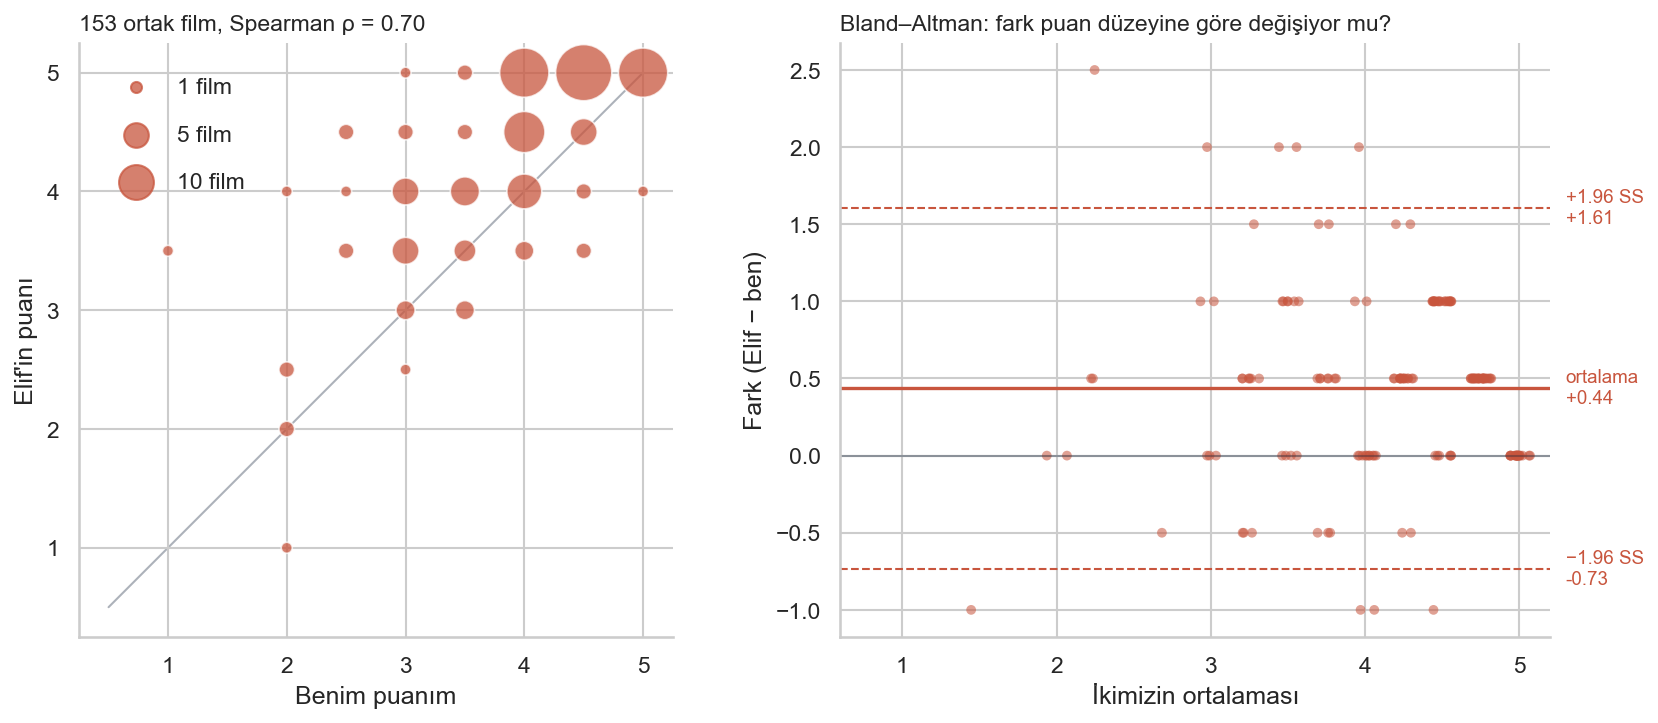 153 ortak film, Spearman ρ = 0.70
5
4
3
2
1
1 film
5 film
10 film
Elif'in puanı
1
2
3
4
5
Benim puanım
Bland–Altman: fark puan düzeyine göre değişiyor mu?
2.5
2.0
1.5
1.0
0.5
0.0
−0.5
−1.0
Fark (Elif − ben)
+1.96 SS
+1.61
ortalama
+0.44
−1.96 SS
-0.73
1
2
3
4
5
İkimizin ortalaması